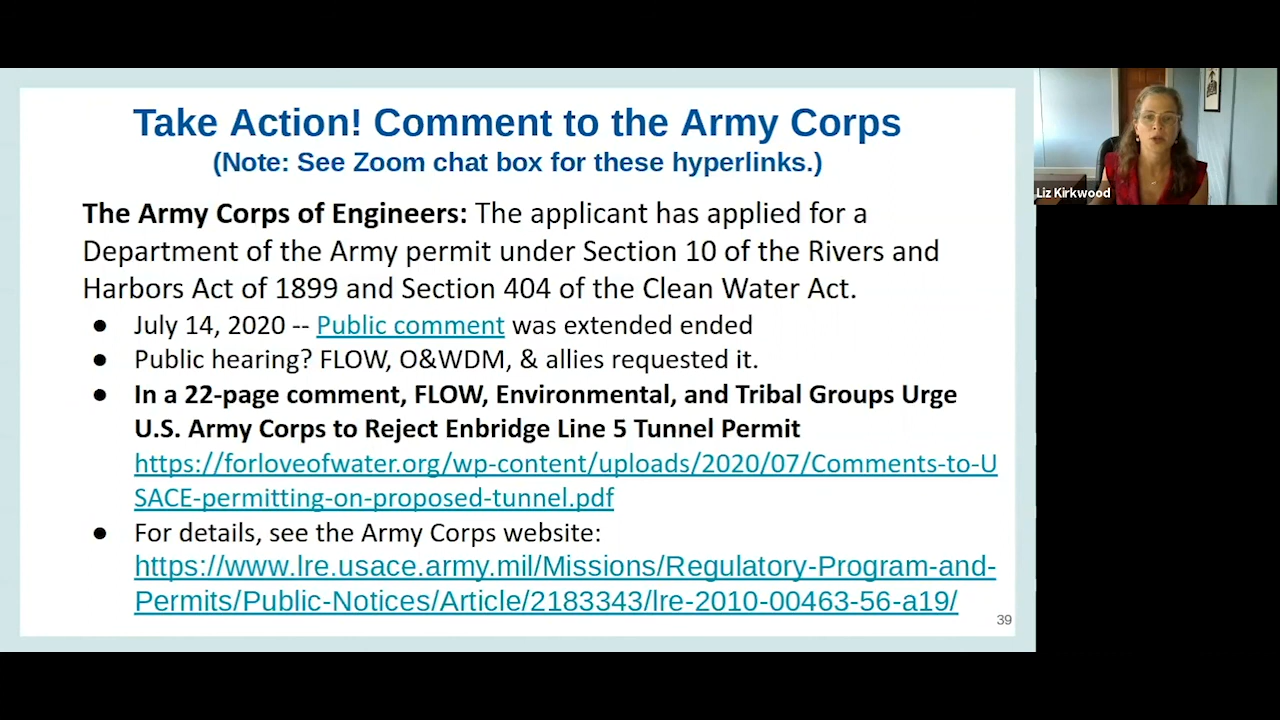 Take Action! Comment to the Army Corps
(Note: See Zoom chat box for these hyperlinks.)
The Army Corps of Engineers: The applicant has applied for a
Department of the Army permit under Section 10 of the Rivers and
Harbors Act of 1899 and Section 404 of the Clean Water Act.
● July 14, 2020 -- Public comment was extended ended
● Public hearing? FLOW, O&WDM, & allies requested it.
● In a 22-page comment, FLOW, Environmental, and Tribal Groups Urge
U.S. Army Corps to Reject Enbridge Line 5 Tunnel Permit
https://forloveofwater.org/wp-content/uploads/2020/07/Comments-to-U
SACE-permitting-on-proposed-tunnel.pdf
● For details, see the Army Corps website:
https://www.lre.usace.army.mil/Missions/Regulatory-Program-and-
Permits/Public-Notices/Article/2183343/lre-2010-00463-56-a19/
39
Liz Kirkwood